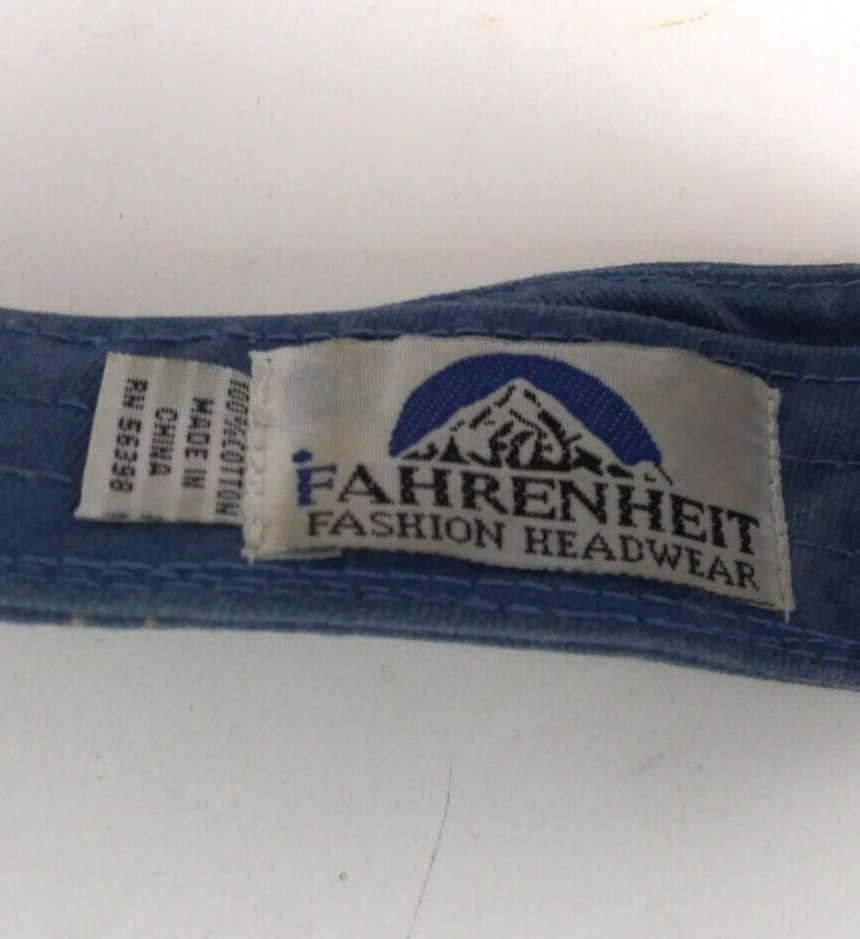 FAHRENHEIT
FASHION HEADWEAR
100% COTTON
MADE IN
CHINA
RN 56398